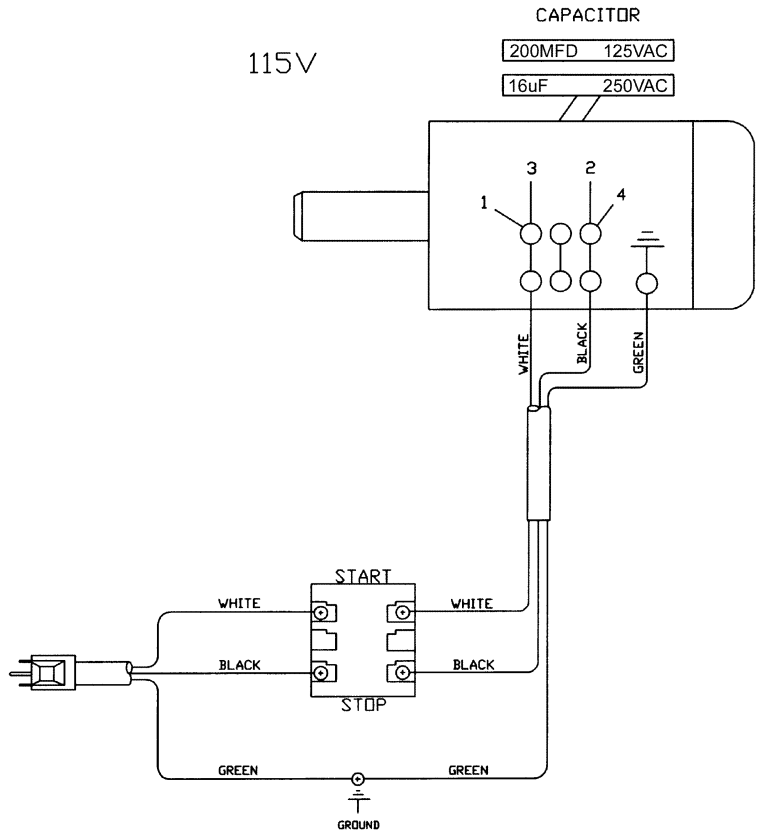 CAPACITOR
115V
200MFD 125VAC
16uF 250VAC
3 2
1 4
WHITE
BLACK
GREEN
START
WHITE WHITE
BLACK BLACK
STOP
GREEN GREEN
GROUND